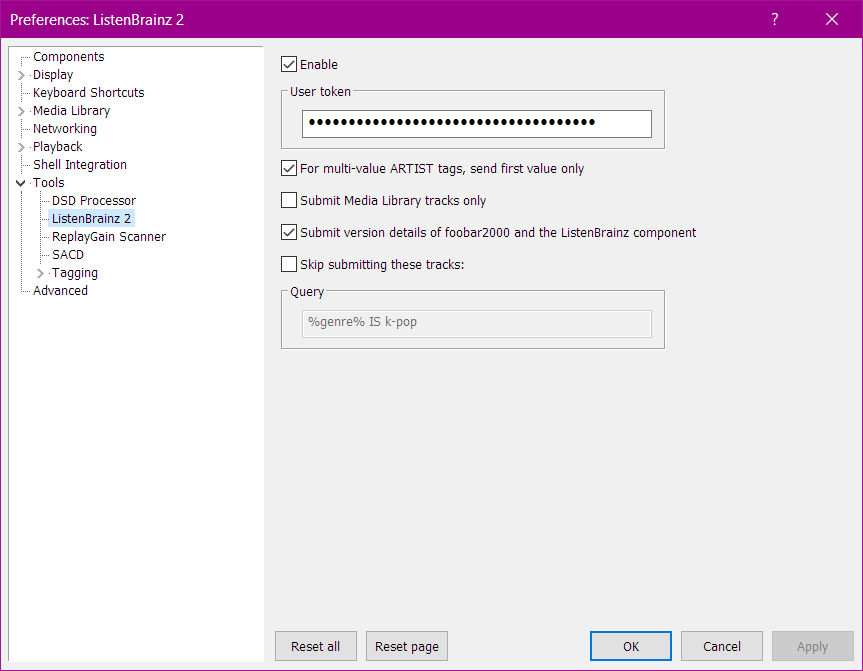 Preferences: ListenBrainz 2
?
Components
Display
Keyboard Shortcuts
Media Library
Networking
Playback
Shell Integration
Tools
DSD Processor
ListenBrainz 2
ReplayGain Scanner
SACD
Tagging
Advanced
Enable
User token
●●●●●●●●●●●●●●●●●●●●●●●●●●●●●●●●●●●●
For multi-value ARTIST tags, send first value only
Submit Media Library tracks only
Submit version details of foobar2000 and the ListenBrainz component
Skip submitting these tracks:
Query
%genre% IS k-pop
Reset all
Reset page
OK
Cancel
Apply